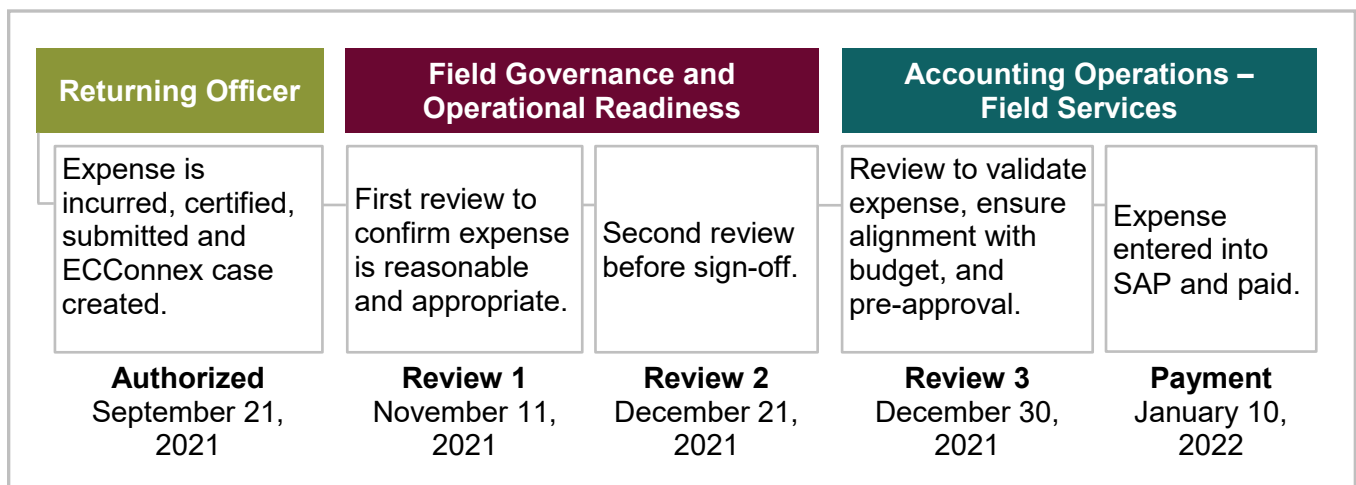 Returning Officer
Field Governance and
Operational Readiness
Accounting Operations –
Field Services
Expense is
incurred, certified,
submitted and
ECConnex case
created.
First review to
confirm expense
is reasonable
and appropriate.
Second review
before sign-off.
Review to validate
expense, ensure
alignment with
budget, and
pre-approval.
Expense
entered into
SAP and paid.
Authorized
September 21,
2021
Review 1
November 11,
2021
Review 2
December 21,
2021
Review 3
December 30,
2021
Payment
January 10,
2022